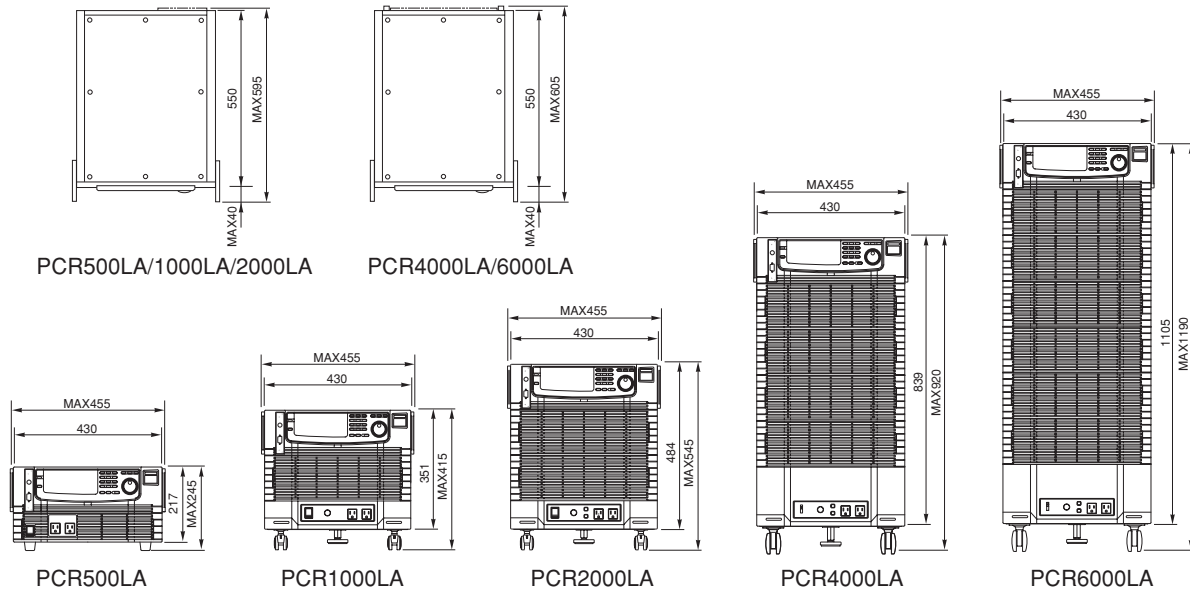 550
MAX595
MAX40
PCR500LA/1000LA/2000LA
550
MAX605
MAX40
PCR4000LA/6000LA
MAX455
430
217
MAX245
PCR500LA
MAX455
430
351
MAX415
PCR1000LA
MAX455
430
484
MAX545
PCR2000LA
MAX455
430
839
MAX920
PCR4000LA
MAX455
430
1105
MAX1190
PCR6000LA